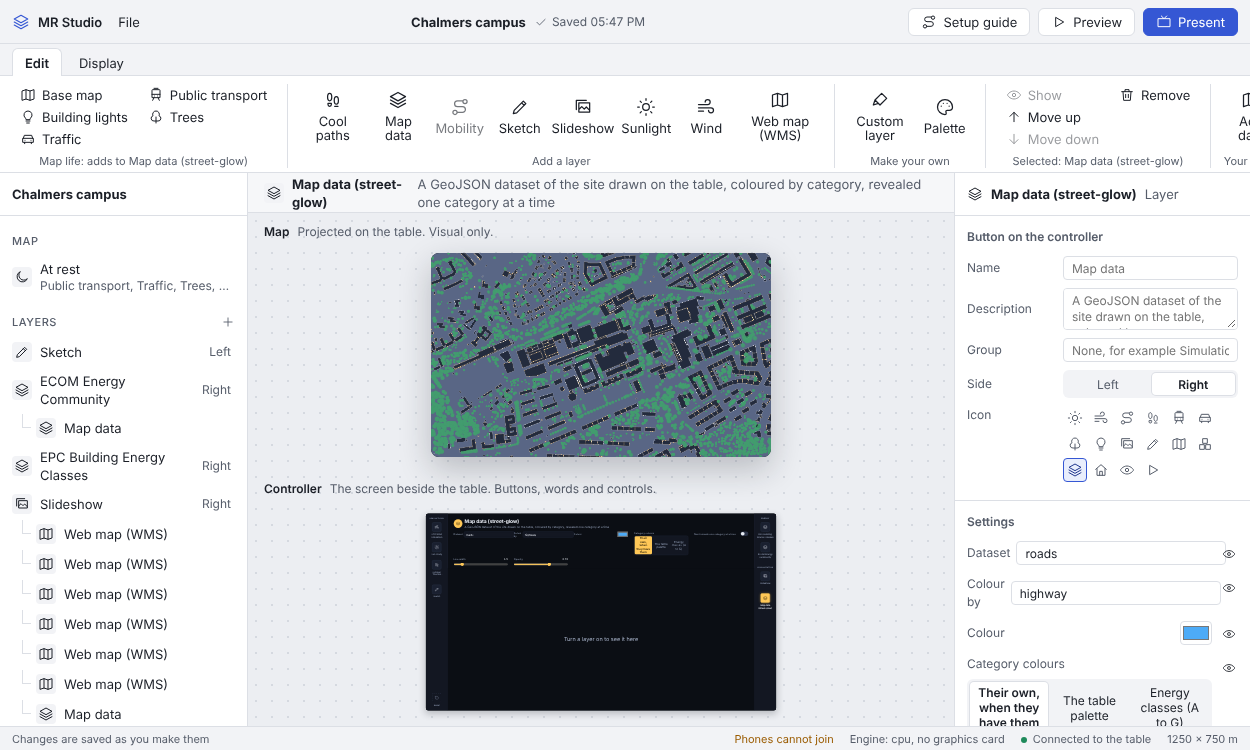 MR Studio File Chalmers campus Saved 05:47 PM Setup guide Preview Present
Edit Display
Base map Public transport
Building lights Trees
Traffic
Map life: adds to Map data (street-glow)
Cool paths
Map data
Mobility
Sketch
Slideshow
Sunlight
Wind
Web map (WMS)
Add a layer
Custom layer
Palette
Make your own
Show Remove
Move up
Move down
Selected: Map data (street-glow)
Your
Chalmers campus
MAP
At rest
Public transport, Traffic, Trees, ...
LAYERS
Sketch Left
ECOM Energy Community Right
Map data
EPC Building Energy Classes Right
Slideshow Right
Web map (WMS)
Web map (WMS)
Web map (WMS)
Web map (WMS)
Web map (WMS)
Web map (WMS)
Map data
Map data (street-glow)
A GeoJSON dataset of the site drawn on the table, coloured by category, revealed
one category at a time
Map Projected on the table. Visual only.
Controller The screen beside the table. Buttons, words and controls.
Map data (street-glow)
Turn a layer on to see it here
Map data (street-glow) Layer
Button on the controller
Name Map data
Description A GeoJSON dataset of the
site drawn on the table,
Group None, for example Simulatic
Side Left Right
Icon
Settings
Dataset roads
Colour by highway
Colour
Category colours
Their own, when they have them
The table palette
Energy classes (A to G)
Changes are saved as you make them Phones cannot join Engine: cpu, no graphics card Connected to the table 1250 × 750 m